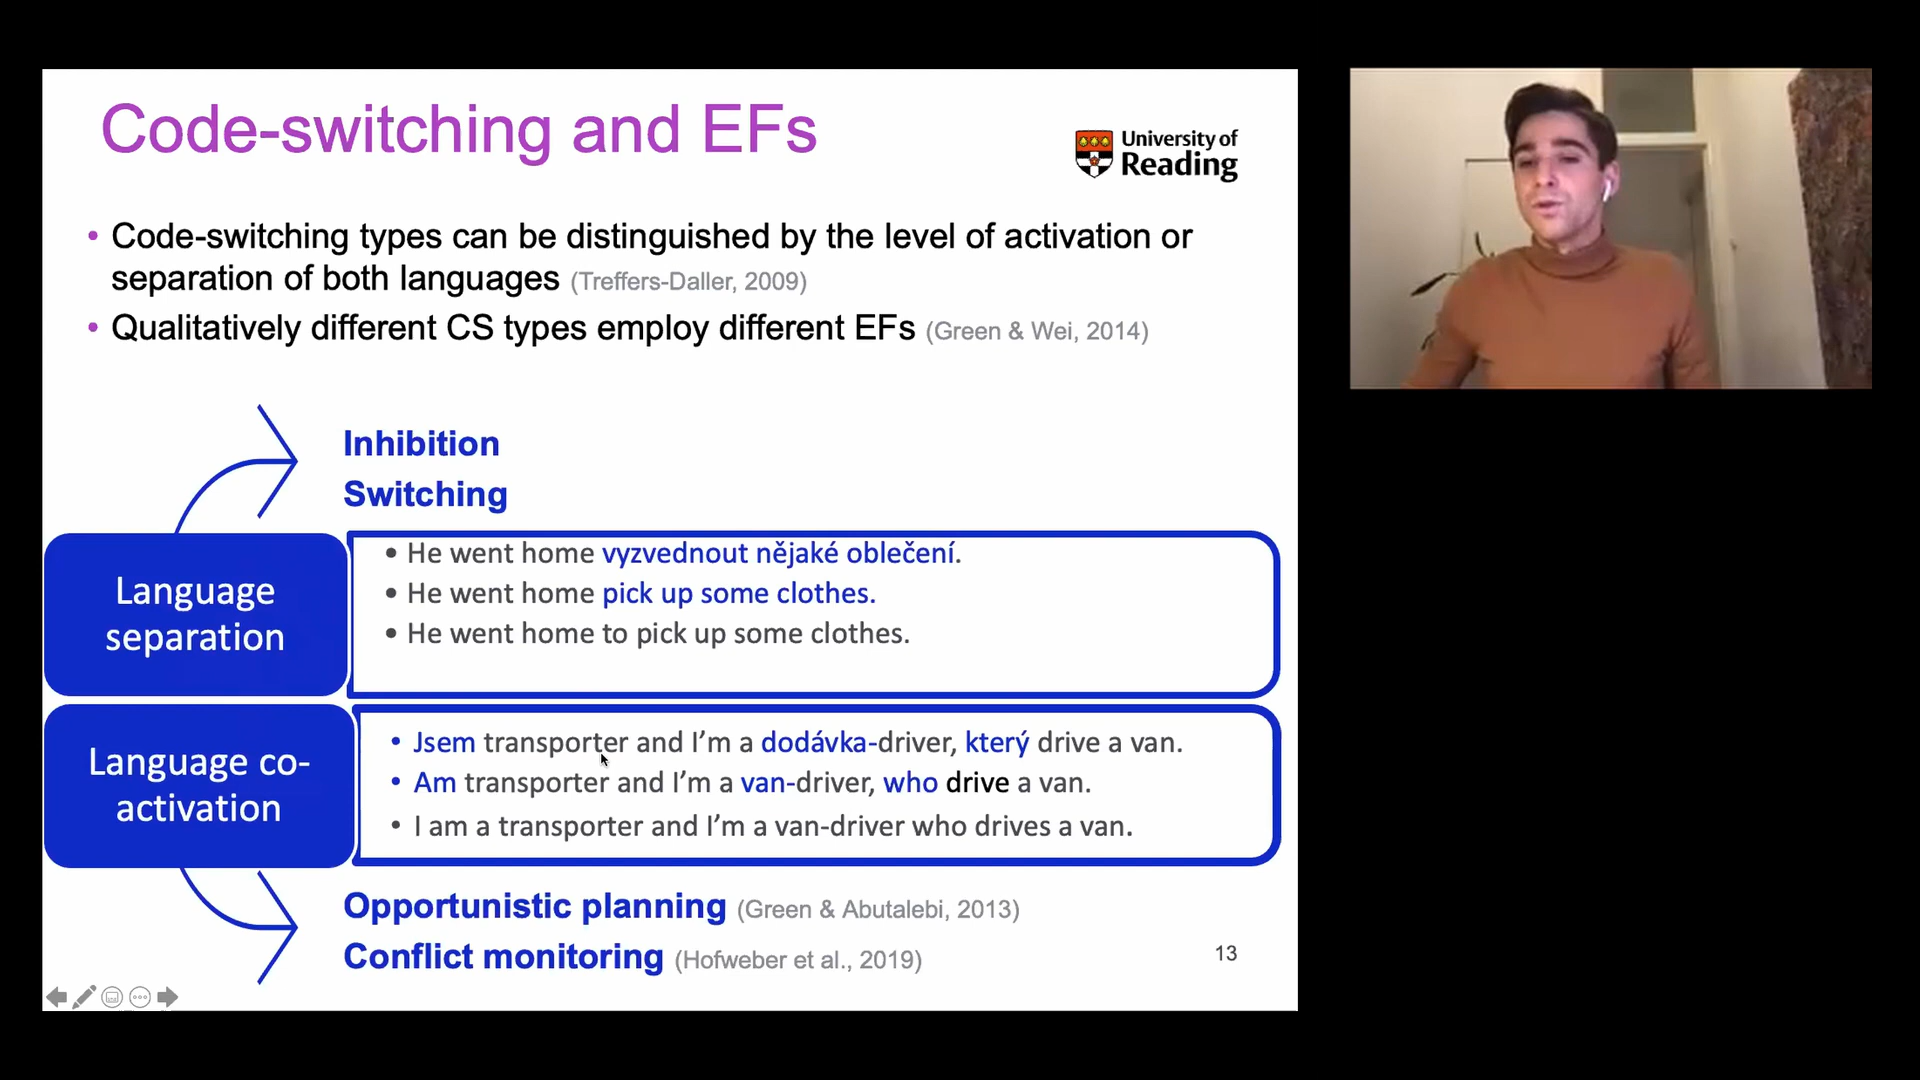 Code-switching and EFs
University of
Reading
• Code-switching types can be distinguished by the level of activation or
separation of both languages (Treffers-Daller, 2009)
• Qualitatively different CS types employ different EFs (Green & Wei, 2014)
Inhibition
Switching
Language
separation
• He went home vyzvednout nějaké oblečení.
• He went home pick up some clothes.
• He went home to pick up some clothes.
Language co-
activation
• Jsem transporter and I’m a dodávka-driver, který drive a van.
• Am transporter and I’m a van-driver, who drive a van.
• I am a transporter and I’m a van-driver who drives a van.
Opportunistic planning (Green & Abutalebi, 2013)
Conflict monitoring (Hofweber et al., 2019)
13